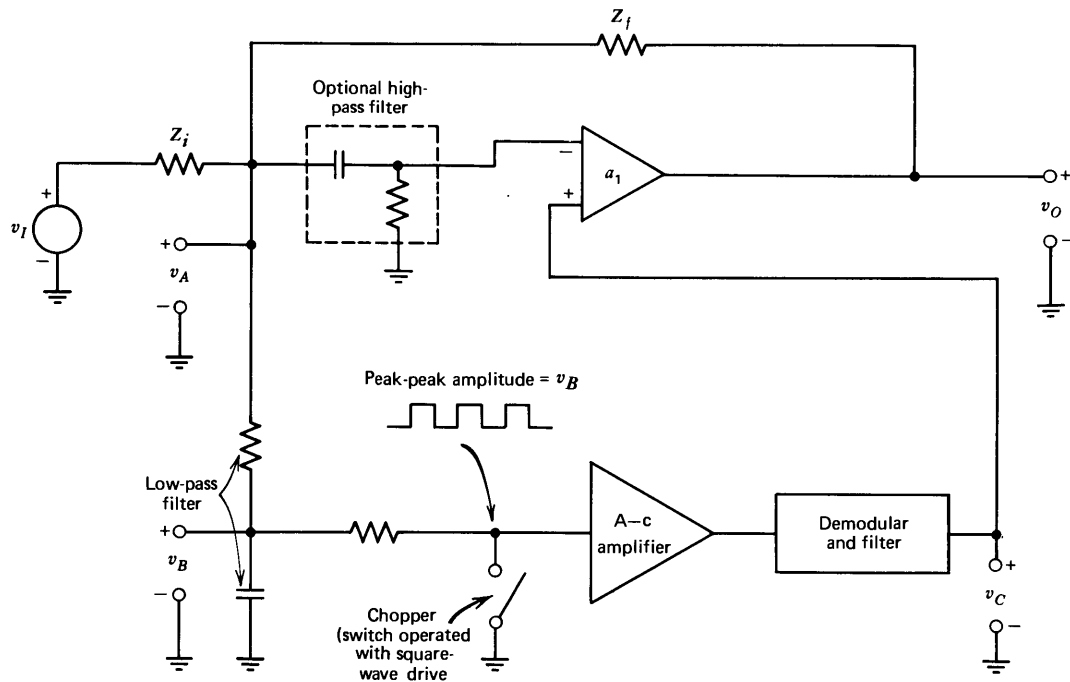 Z_f
Optional high-
pass filter
Z_i
−
a_1
+
+
v_I
−
+
v_O
−
+
v_A
−
Peak-peak amplitude = v_B
Low-pass
filter
A–c
amplifier
Demodular
and filter
+
v_B
−
Chopper
(switch operated
with square-
wave drive
+
v_C
−